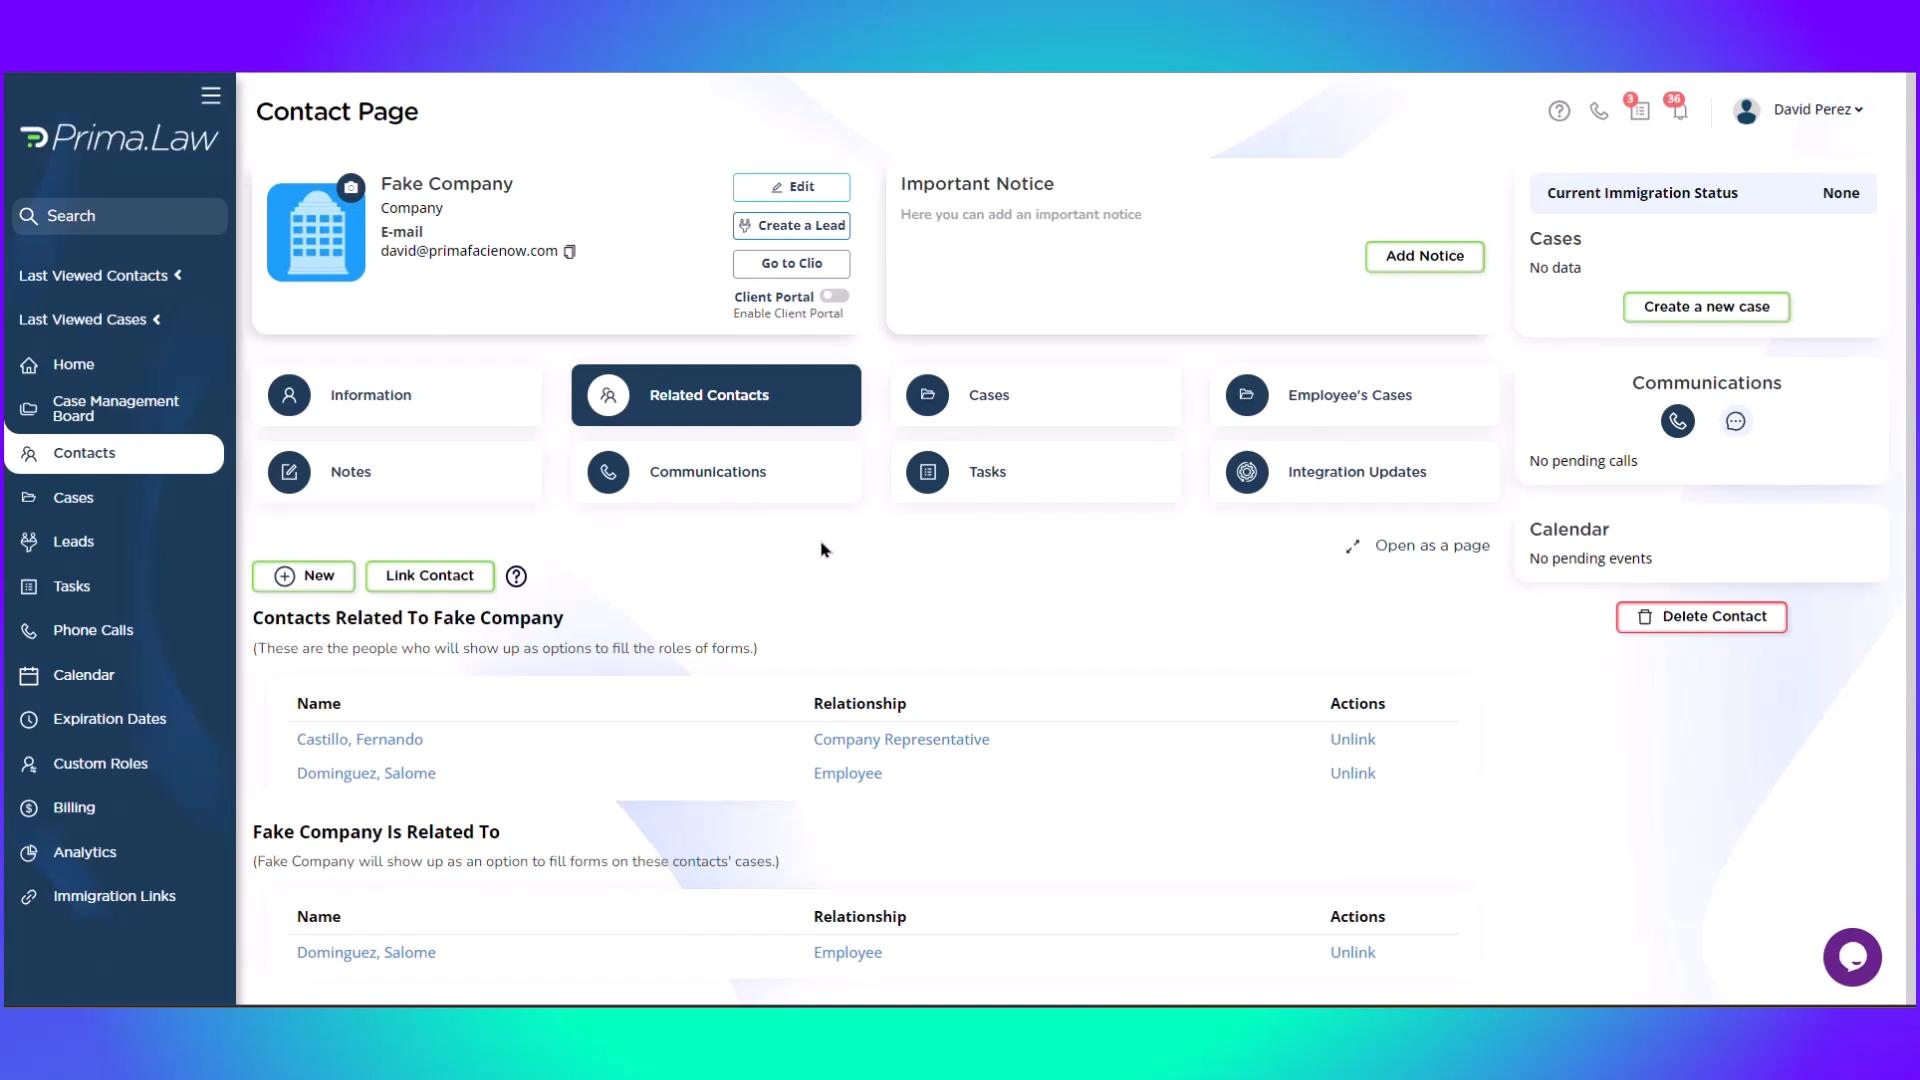 Prima.Law
Search
Last Viewed Contacts
Last Viewed Cases
Home
Case Management
Board
Contacts
Cases
Leads
Tasks
Phone Calls
Calendar
Expiration Dates
Custom Roles
Billing
Analytics
Immigration Links
Contact Page
3
36
David Perez
Fake Company
Company
E-mail
david@primafacienow.com
Edit
Create a Lead
Go to Clio
Client Portal
Enable Client Portal
Important Notice
Here you can add an important notice
Add Notice
Current Immigration Status None
Cases
No data
Create a new case
Information
Related Contacts
Cases
Employee's Cases
Notes
Communications
Tasks
Integration Updates
Communications
No pending calls
Calendar
No pending events
Delete Contact
Open as a page
New
Link Contact
Contacts Related To Fake Company
(These are the people who will show up as options to fill the roles of forms.)
Name Relationship Actions
Castillo, Fernando Company Representative Unlink
Dominguez, Salome Employee Unlink
Fake Company Is Related To
(Fake Company will show up as an option to fill forms on these contacts' cases.)
Name Relationship Actions
Dominguez, Salome Employee Unlink